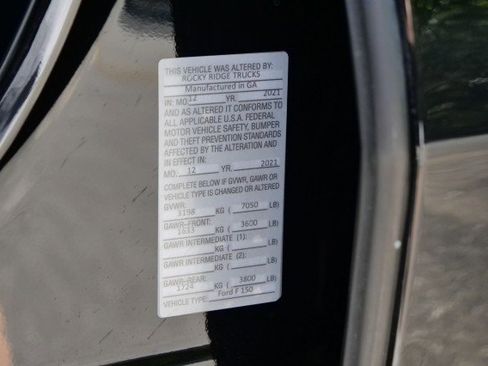 THIS VEHICLE WAS ALTERED BY:
ROCKY RIDGE TRUCKS
Manufactured in GA
IN: MO. 12 YR. 2021
AND AS ALTERED IT CONFORMS TO
ALL APPLICABLE U.S.A. FEDERAL
MOTOR VEHICLE SAFETY, BUMPER
AND THEFT PREVENTION STANDARDS
AFFECTED BY THE ALTERATION AND
IN EFFECT IN:
MO. 12 YR. 2021
COMPLETE BELOW IF GVWR, GAWR OR
VEHICLE TYPE IS CHANGED OR ALTERED
GVWR:
3198 KG ( 7050 LB)
GAWR-FRONT:
1633 KG ( 3600 LB)
GAWR INTERMEDIATE (1):
KG ( LB)
GAWR INTERMEDIATE (2):
KG ( LB)
GAWR-REAR:
1724 KG ( 3800 LB)
VEHICLE TYPE: Ford F 150